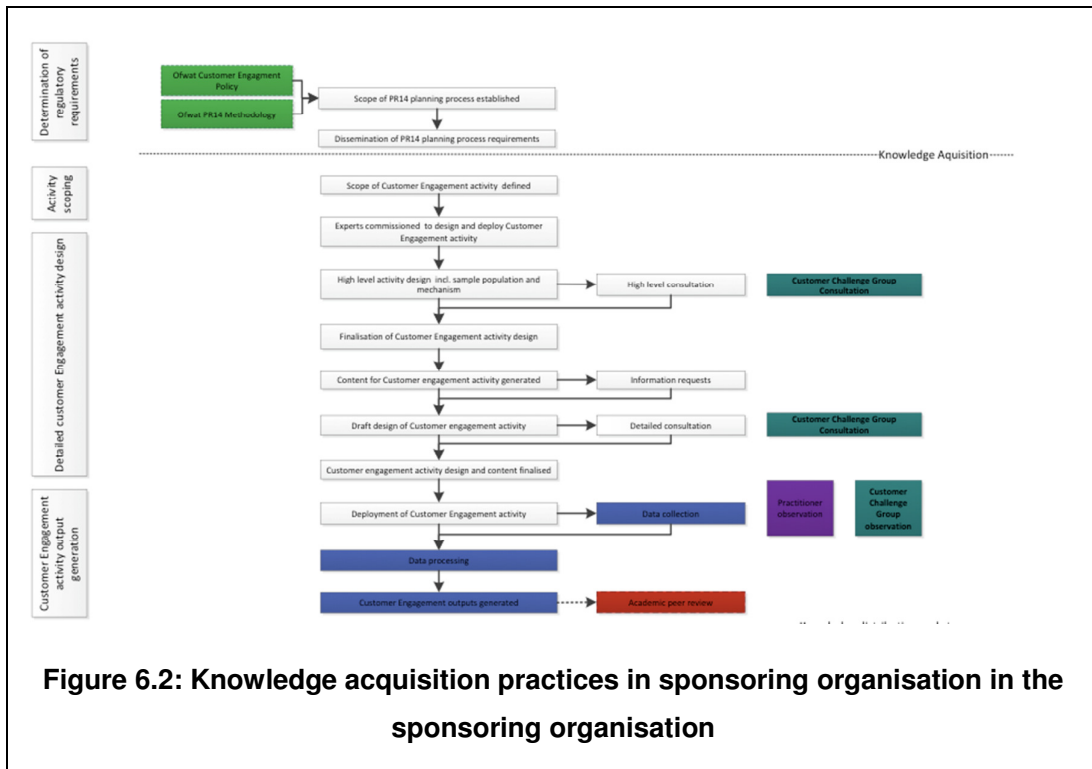 Determination of
regulatory
requirements
Ofwat Customer Engagment
Policy
Ofwat PR14 Methodology
Scope of PR14 planning process established
Dissemination of PR14 planning process requirements
Knowledge Aquisition
Activity
scoping
Scope of Customer Engagement activity defined
Experts commissioned to design and deploy Customer
Engagement activity
Detailed customer Engagement activity design
High level activity design incl. sample population and
mechanism
High level consultation
Customer Challenge Group
Consultation
Finalisation of Customer Engagement activity design
Content for Customer engagement activity generated
Information requests
Draft design of Customer engagement activity
Detailed consultation
Customer Challenge Group
Consultation
Customer engagement activity design and content finalised
Customer Engagement
activity output
generation
Deployment of Customer Engagement activity
Data collection
Practitioner
observation
Customer
Challenge
Group
observation
Data processing
Customer Engagement outputs generated
Academic peer review
Figure 6.2: Knowledge acquisition practices in sponsoring organisation in the
sponsoring organisation